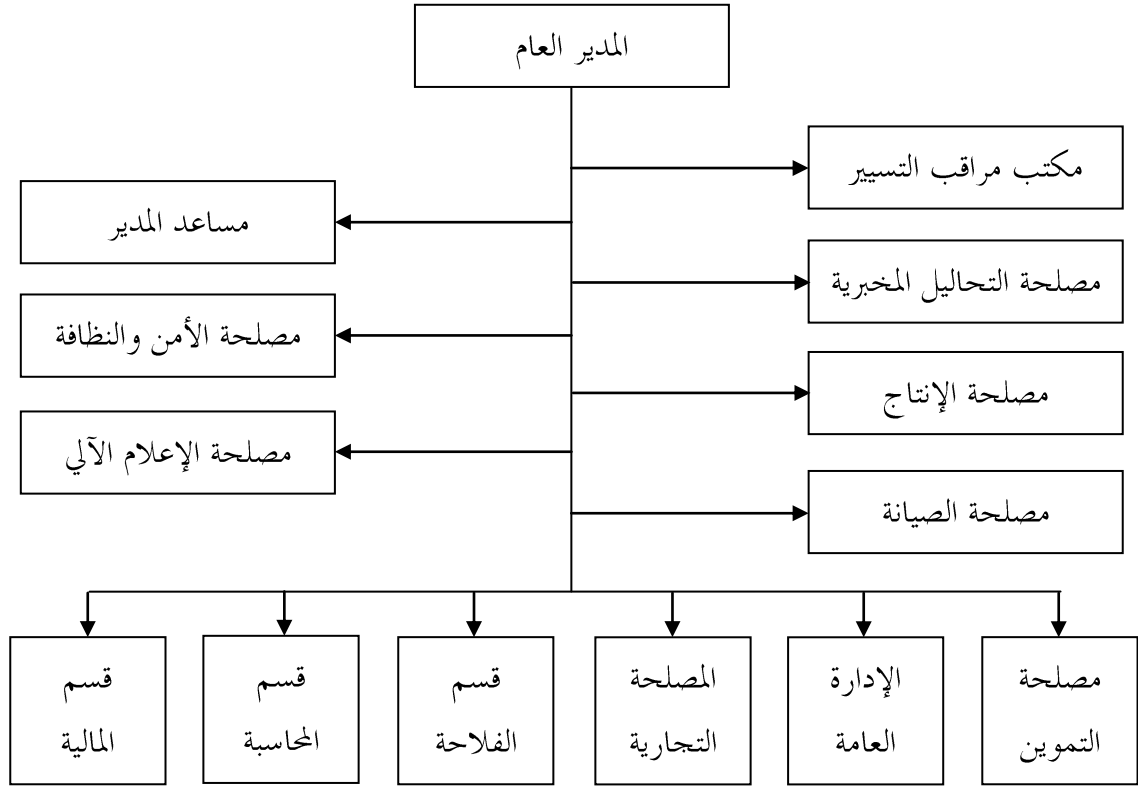 المدير العام
مكتب مراقب التسيير
مساعد المدير
مصلحة التحاليل المخبرية
مصلحة الأمن والنظافة
مصلحة الإنتاج
مصلحة الإعلام الآلي
مصلحة الصيانة
مصلحة
التموين
الإدارة
العامة
المصلحة
التجارية
قسم
الفلاحة
قسم
المحاسبة
قسم
المالية